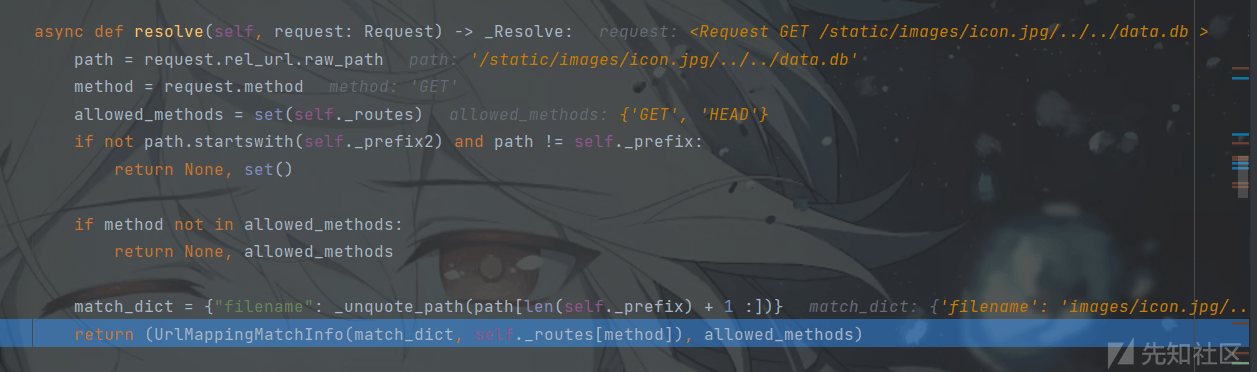 async def resolve(self, request: Request) -> _Resolve:   request: <Request GET /static/images/icon.jpg/../../data.db >
    path = request.rel_url.raw_path   path: '/static/images/icon.jpg/../../data.db'
    method = request.method   method: 'GET'
    allowed_methods = set(self._routes)   allowed_methods: {'GET', 'HEAD'}
    if not path.startswith(self._prefix2) and path != self._prefix:
        return None, set()
    if method not in allowed_methods:
        return None, allowed_methods
    match_dict = {"filename": _unquote_path(path[len(self._prefix) + 1 :])}   match_dict: {'filename': 'images/icon.jpg/..
    return (UrlMappingMatchInfo(match_dict, self._routes[method]), allowed_methods)
先知社区